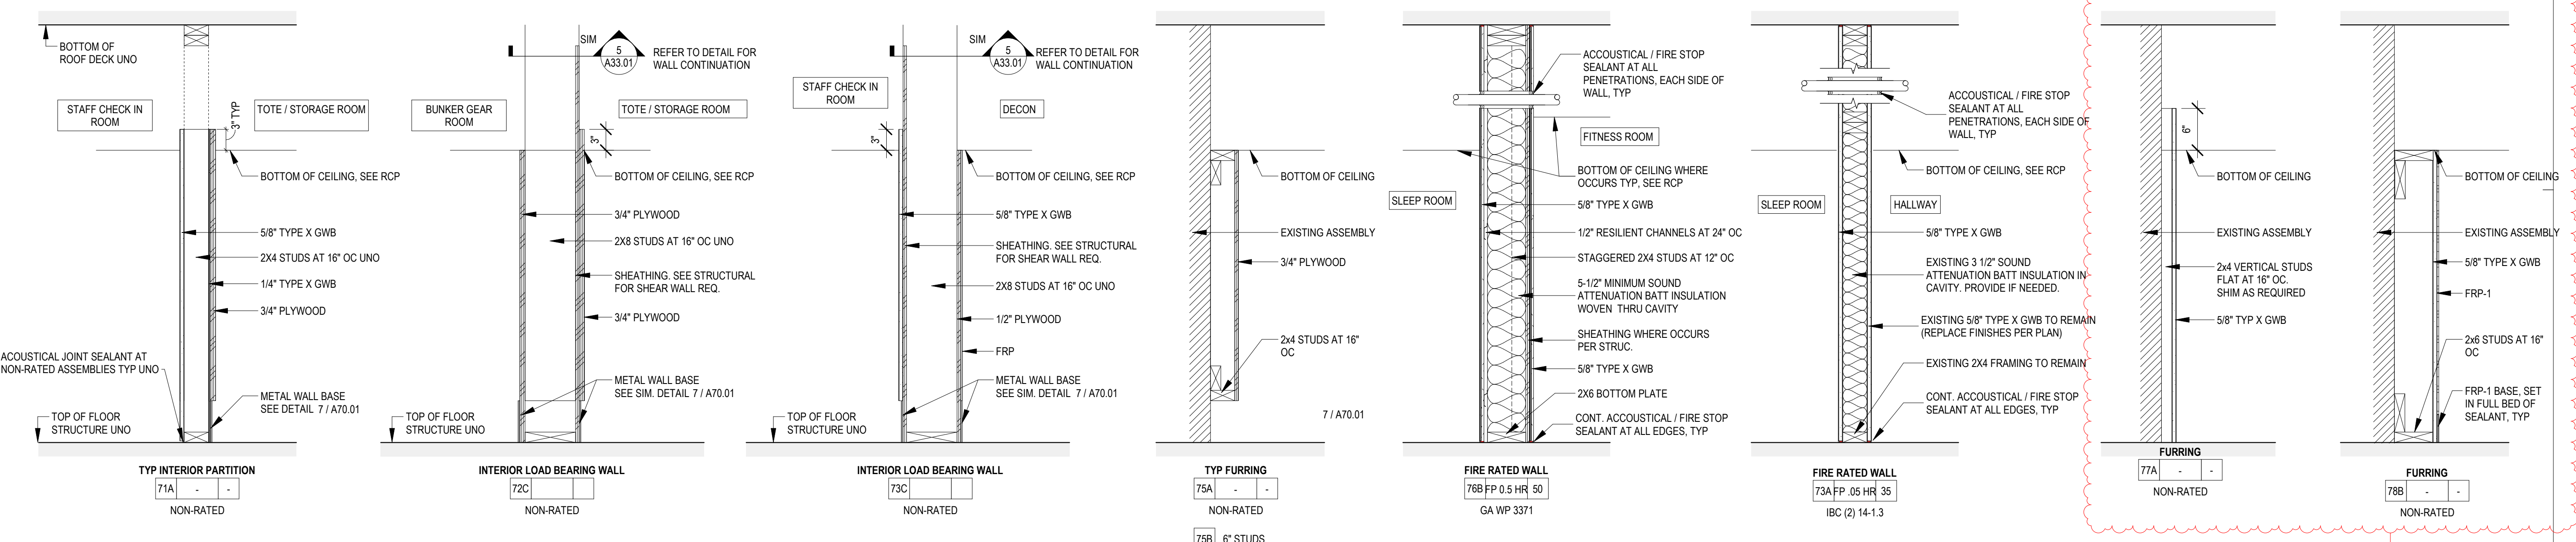 BOTTOM OF
ROOF DECK UNO
STAFF CHECK IN
ROOM
3" TYP
TOTE / STORAGE ROOM
BOTTOM OF CEILING, SEE RCP
5/8" TYPE X GWB
2X4 STUDS AT 16" OC UNO
1/4" TYPE X GWB
3/4" PLYWOOD
ACOUSTICAL JOINT SEALANT AT
NON-RATED ASSEMBLIES TYP UNO
METAL WALL BASE
SEE DETAIL 7 / A70.01
TOP OF FLOOR
STRUCTURE UNO
TYP INTERIOR PARTITION
71A - -
NON-RATED
SIM
5
A33.01
REFER TO DETAIL FOR
WALL CONTINUATION
BUNKER GEAR
ROOM
TOTE / STORAGE ROOM
3"
BOTTOM OF CEILING, SEE RCP
3/4" PLYWOOD
2X8 STUDS AT 16" OC UNO
SHEATHING. SEE STRUCTURAL
FOR SHEAR WALL REQ.
3/4" PLYWOOD
METAL WALL BASE
SEE SIM. DETAIL 7 / A70.01
TOP OF FLOOR
STRUCTURE UNO
INTERIOR LOAD BEARING WALL
72C
NON-RATED
SIM
5
A33.01
REFER TO DETAIL FOR
WALL CONTINUATION
STAFF CHECK IN
ROOM
DECON
3"
BOTTOM OF CEILING, SEE RCP
5/8" TYPE X GWB
SHEATHING. SEE STRUCTURAL
FOR SHEAR WALL REQ.
2X8 STUDS AT 16" OC UNO
1/2" PLYWOOD
FRP
METAL WALL BASE
SEE SIM. DETAIL 7 / A70.01
TOP OF FLOOR
STRUCTURE UNO
INTERIOR LOAD BEARING WALL
73C
NON-RATED
BOTTOM OF CEILING
EXISTING ASSEMBLY
3/4" PLYWOOD
2x4 STUDS AT 16"
OC
7 / A70.01
TYP FURRING
75A - -
NON-RATED
75B 6" STUDS
ACCOUSTICAL / FIRE STOP
SEALANT AT ALL
PENETRATIONS, EACH SIDE OF
WALL, TYP
FITNESS ROOM
BOTTOM OF CEILING WHERE
OCCURS TYP, SEE RCP
SLEEP ROOM
5/8" TYPE X GWB
1/2" RESILIENT CHANNELS AT 24" OC
STAGGERED 2X4 STUDS AT 12" OC
5-1/2" MINIMUM SOUND
ATTENUATION BATT INSULATION
WOVEN THRU CAVITY
SHEATHING WHERE OCCURS
PER STRUC.
5/8" TYPE X GWB
2X6 BOTTOM PLATE
CONT. ACCOUSTICAL / FIRE STOP
SEALANT AT ALL EDGES, TYP
FIRE RATED WALL
76B FP 0.5 HR 50
GA WP 3371
ACCOUSTICAL / FIRE STOP
SEALANT AT ALL
PENETRATIONS, EACH SIDE OF
WALL, TYP
BOTTOM OF CEILING, SEE RCP
SLEEP ROOM
HALLWAY
5/8" TYPE X GWB
EXISTING 3 1/2" SOUND
ATTENUATION BATT INSULATION IN
CAVITY. PROVIDE IF NEEDED.
EXISTING 5/8" TYPE X GWB TO REMAIN
(REPLACE FINISHES PER PLAN)
EXISTING 2X4 FRAMING TO REMAIN
CONT. ACCOUSTICAL / FIRE STOP
SEALANT AT ALL EDGES, TYP
FIRE RATED WALL
73A FP .05 HR 35
IBC (2) 14-1.3
6"
BOTTOM OF CEILING
EXISTING ASSEMBLY
2x4 VERTICAL STUDS
FLAT AT 16" OC.
SHIM AS REQUIRED
5/8" TYP X GWB
FURRING
77A - -
NON-RATED
BOTTOM OF CEILING
EXISTING ASSEMBLY
5/8" TYPE X GWB
FRP-1
2x6 STUDS AT 16"
OC
FRP-1 BASE, SET
IN FULL BED OF
SEALANT, TYP
FURRING
78B - -
NON-RATED